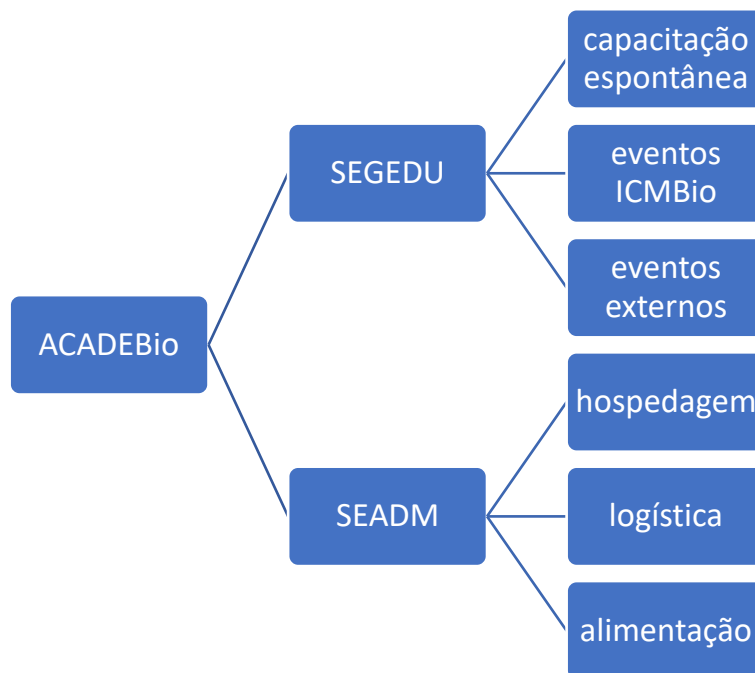 ACADEBio
SEGEDU
capacitação
espontânea
eventos
ICMBio
eventos
externos
SEADM
hospedagem
logística
alimentação